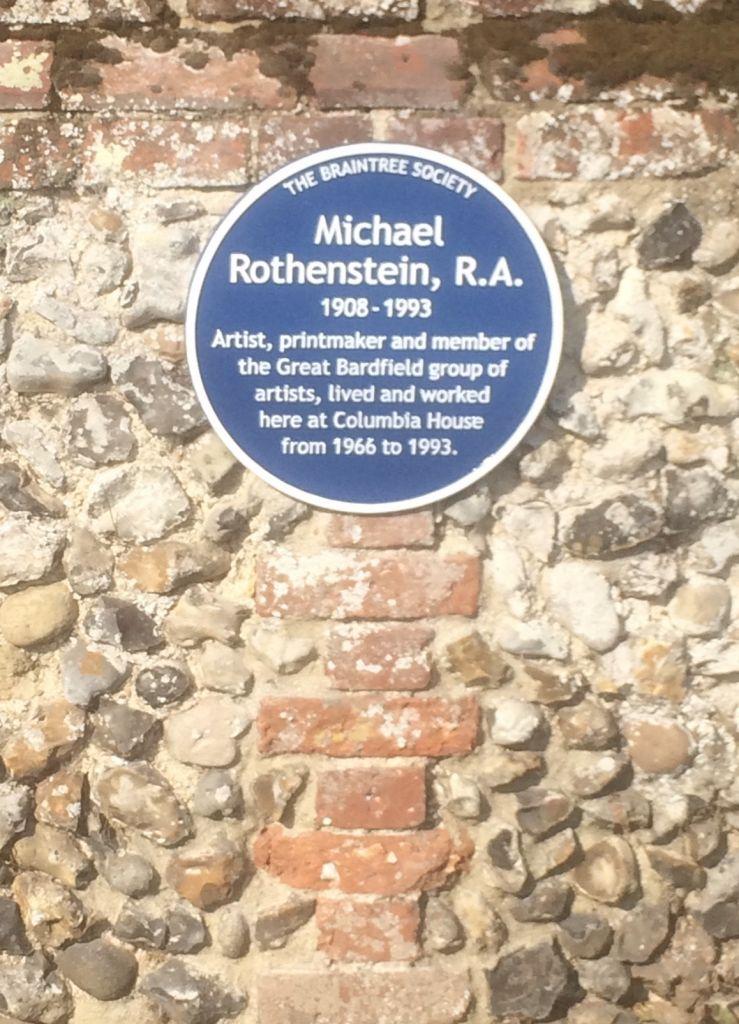 THE BRAINTREE SOCIETY
Michael
Rothenstein, R.A.
1908-1993
Artist, printmaker and member of
the Great Bardfield group of
artists, lived and worked
here at Columbia House
from 1966 to 1993.